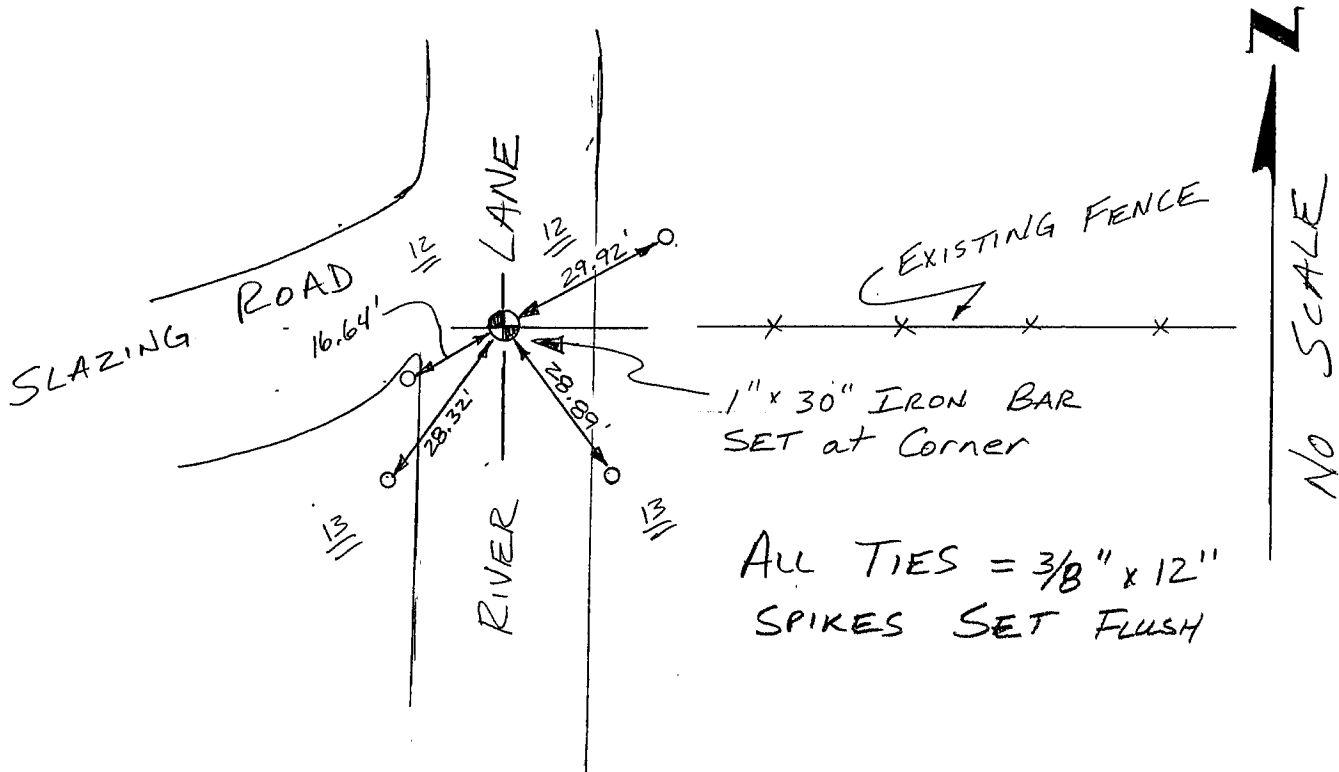 N
NO SCALE
SLAZING ROAD
RIVER LANE
12
12
29.92'
16.64'
28.32'
28.89'
13
13
EXISTING FENCE
1" x 30" IRON BAR
SET at Corner
ALL TIES = 3/8" x 12"
SPIKES SET FLUSH